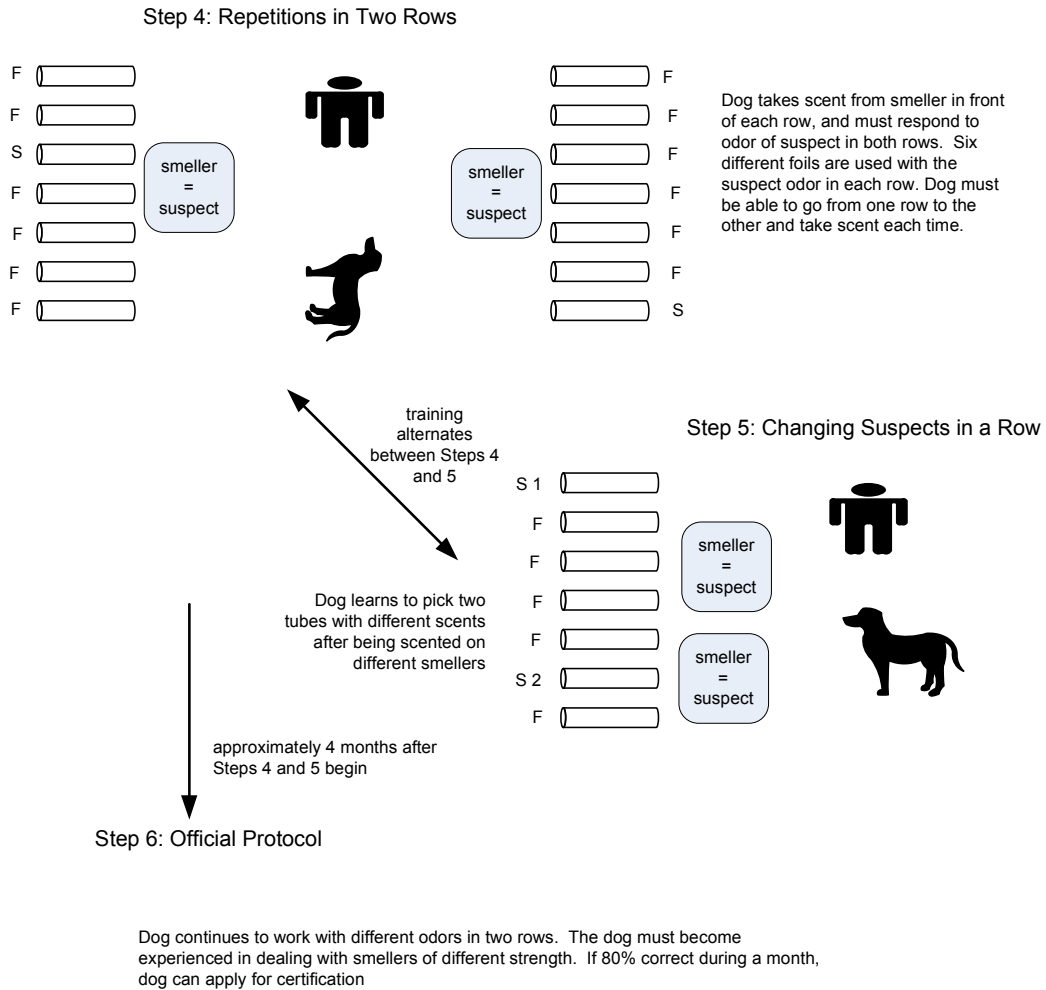 Step 4: Repetitions in Two Rows
F
F
S
F
F
F
F
smeller
=
suspect
smeller
=
suspect
F
F
F
F
F
F
S
Dog takes scent from smeller in front
of each row, and must respond to
odor of suspect in both rows. Six
different foils are used with the
suspect odor in each row. Dog must
be able to go from one row to the
other and take scent each time.
training
alternates
between Steps 4
and 5
Step 5: Changing Suspects in a Row
S 1
F
F
F
F
S 2
F
smeller
=
suspect
smeller
=
suspect
Dog learns to pick two
tubes with different scents
after being scented on
different smellers
approximately 4 months after
Steps 4 and 5 begin
Step 6: Official Protocol
Dog continues to work with different odors in two rows. The dog must become
experienced in dealing with smellers of different strength. If 80% correct during a month,
dog can apply for certification